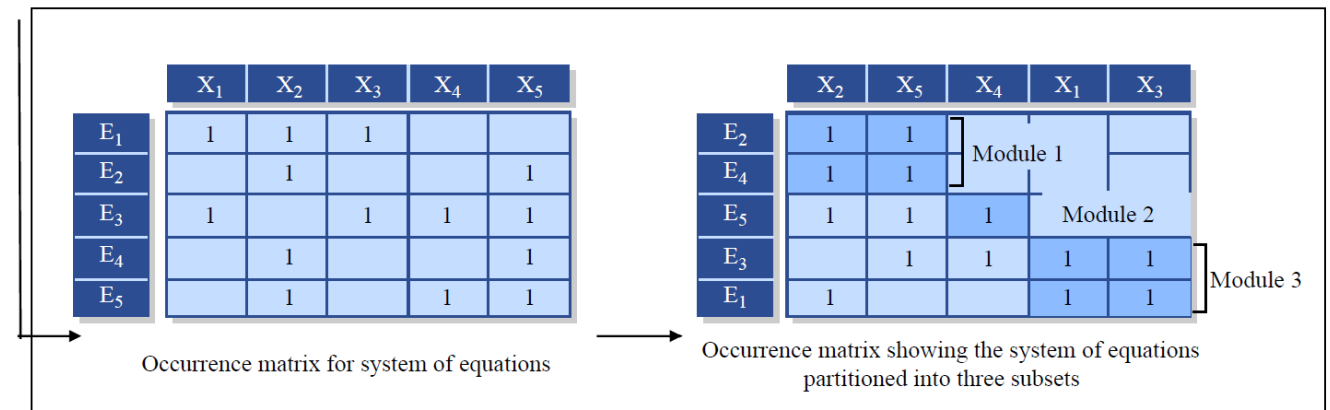 X1 X2 X3 X4 X5
E1 1 1 1
E2 1 1
E3 1 1 1 1
E4 1 1
E5 1 1 1
Occurrence matrix for system of equations
X2 X5 X4 X1 X3
E2 1 1
Module 1
E4 1 1
E5 1 1 1 Module 2
E3 1 1 1 1
Module 3
E1 1 1 1
Occurrence matrix showing the system of equations
partitioned into three subsets